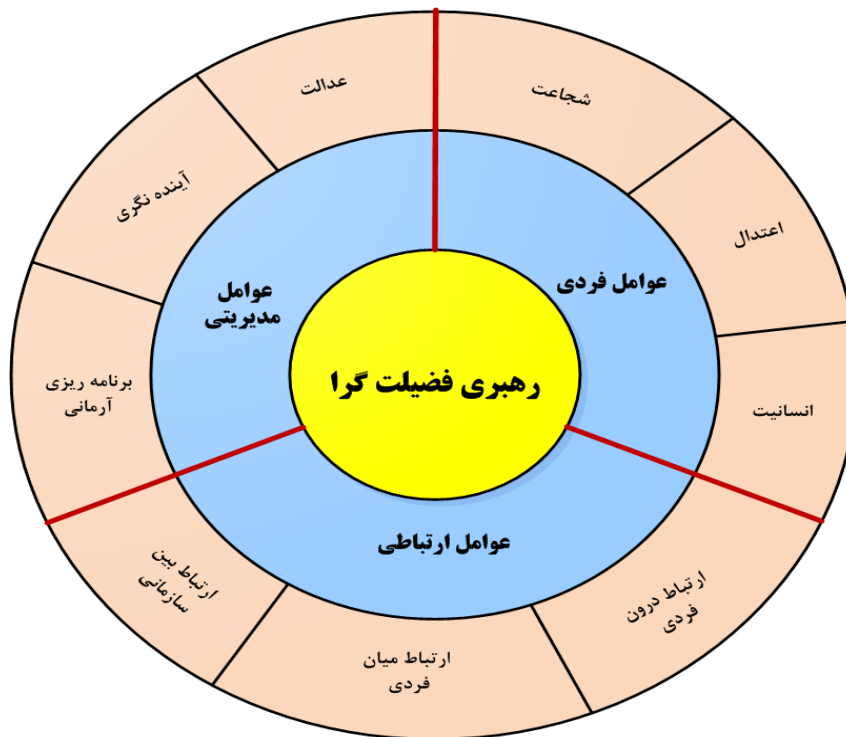 عدالت
شجاعت
آینده نگری
اعتدال
عوامل
مدیریتی
عوامل فردی
رهبری فضیلت گرا
برنامه ریزی
آرمانی
انسانیت
عوامل ارتباطی
ارتباط بین
سازمانی
ارتباط میان
فردی
ارتباط درون
فردی